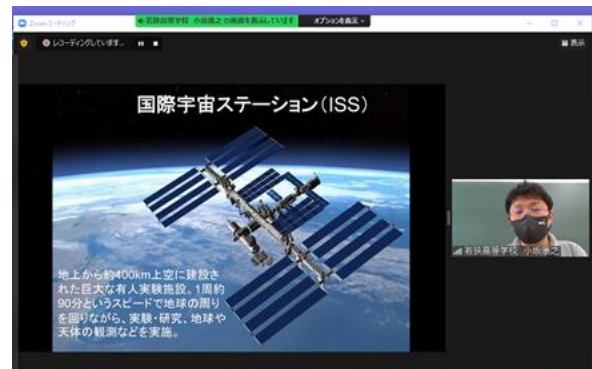 Zoom ミーティング
若狭高等学校 小坂康之 の画面を表示しています オプションを表示
レコーディングしています...
表示
国際宇宙ステーション(ISS)
地上から約400km上空に建設さ
れた巨大な有人実験施設。1周約
90分というスピードで地球の周り
を回りながら、実験・研究、地球や
天体の観測などを実施。
若狭高等学校 小坂康之